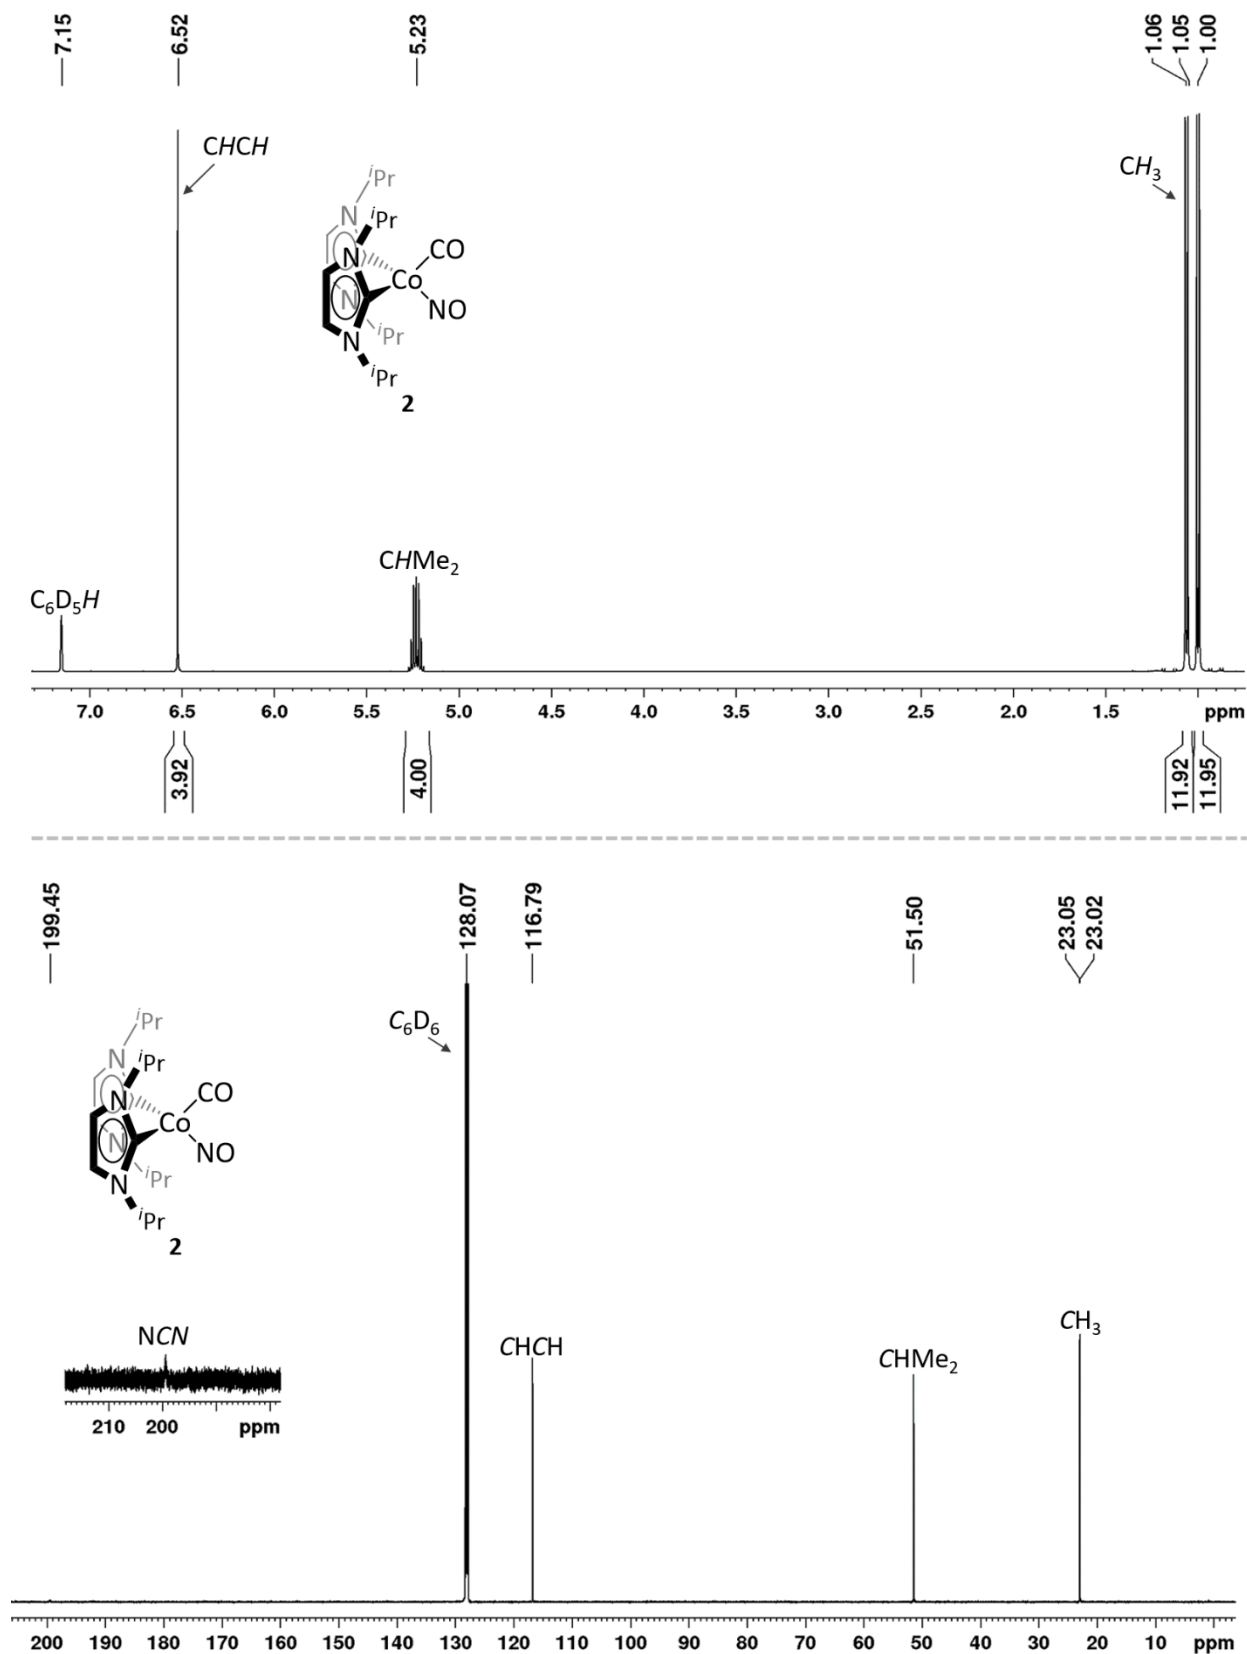 7.15
6.52
5.23
1.06
1.05
1.00
CHCH
CH3
iPr
N
iPr
N
CO
Co
N
NO
iPr
N
iPr
2
CHMe2
C6D5H
7.0 6.5 6.0 5.5 5.0 4.5 4.0 3.5 3.0 2.5 2.0 1.5 ppm
3.92
4.00
11.92
11.95
199.45
128.07
116.79
51.50
23.05
23.02
C6D6
iPr
N
iPr
N
CO
Co
N
NO
iPr
N
iPr
2
NCN
210 200 ppm
CHCH
CHMe2
CH3
200 190 180 170 160 150 140 130 120 110 100 90 80 70 60 50 40 30 20 10 ppm